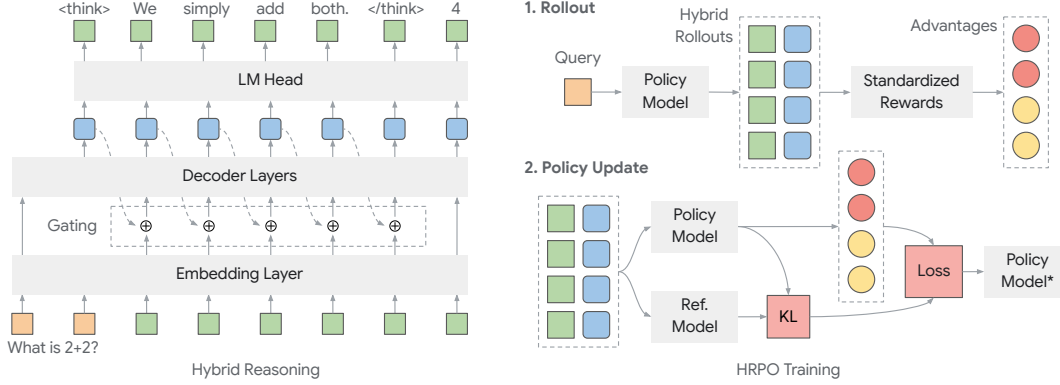 <think> We simply add both. </think> 4
LM Head
Decoder Layers
Gating
Embedding Layer
What is 2+2?
Hybrid Reasoning
1. Rollout
Query
Policy
Model
Hybrid
Rollouts
Standardized
Rewards
Advantages
2. Policy Update
Policy
Model
Ref.
Model
KL
Loss
Policy
Model*
HRPO Training